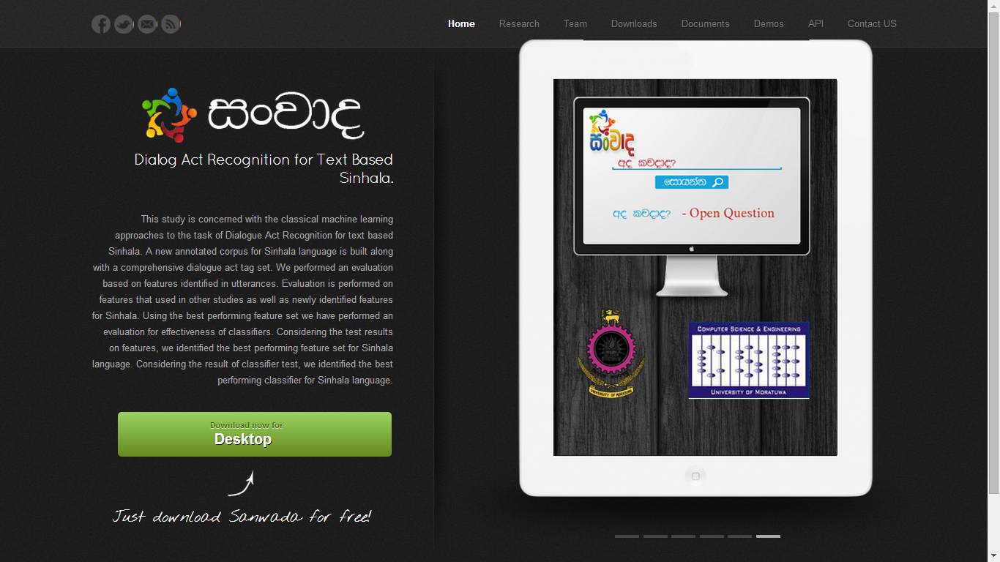 Home Research Team Downloads Documents Demos API Contact US
සංවාද
Dialog Act Recognition for Text Based
Sinhala.
This study is concerned with the classical machine learning
approaches to the task of Dialogue Act Recognition for text based
Sinhala. A new annotated corpus for Sinhala language is built along
with a comprehensive dialogue act tag set. We performed an evaluation
based on features identified in utterances. Evaluation is performed on
features that used in other studies as well as newly identified features
for Sinhala. Using the best performing feature set we have performed an
evaluation for effectiveness of classifiers. Considering the test results
on features, we identified the best performing feature set for Sinhala
language. Considering the result of classifier test, we identified the best
performing classifier for Sinhala language.
Download now for
Desktop
Just download Sanwada for free!
සංවාද
අද කවදාද?
සොයන්න
අද කවදාද? - Open Question
UNIVERSITY OF MORATUWA
COMPUTER SCIENCE & ENGINEERING
CSE
UNIVERSITY OF MORATUWA